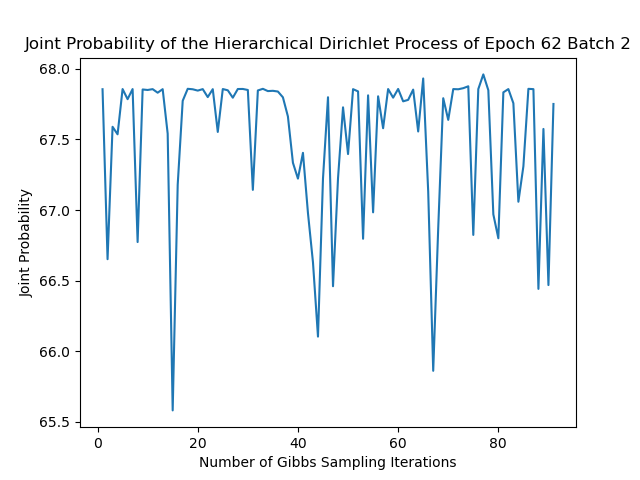 Joint Probability of the Hierarchical Dirichlet Process of Epoch 62 Batch 2
68.0
67.5
67.0
66.5
66.0
65.5
Joint Probability
0 20 40 60 80
Number of Gibbs Sampling Iterations